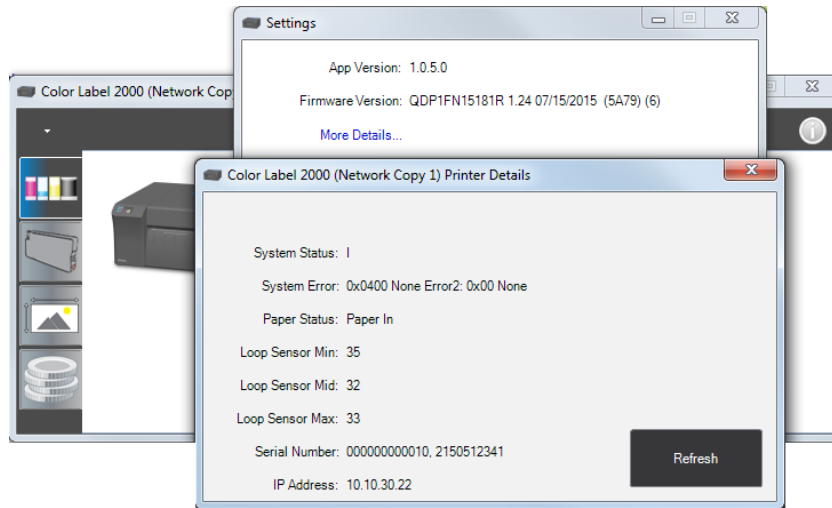 Settings
App Version: 1.0.5.0
Firmware Version: QDP1FN15181R 1.24 07/15/2015 (5A79) (6)
More Details...
Color Label 2000 (Network Cop
Color Label 2000 (Network Copy 1) Printer Details
System Status: I
System Error: 0x0400 None Error2: 0x00 None
Paper Status: Paper In
Loop Sensor Min: 35
Loop Sensor Mid: 32
Loop Sensor Max: 33
Serial Number: 000000000010, 2150512341
IP Address: 10.10.30.22
Refresh